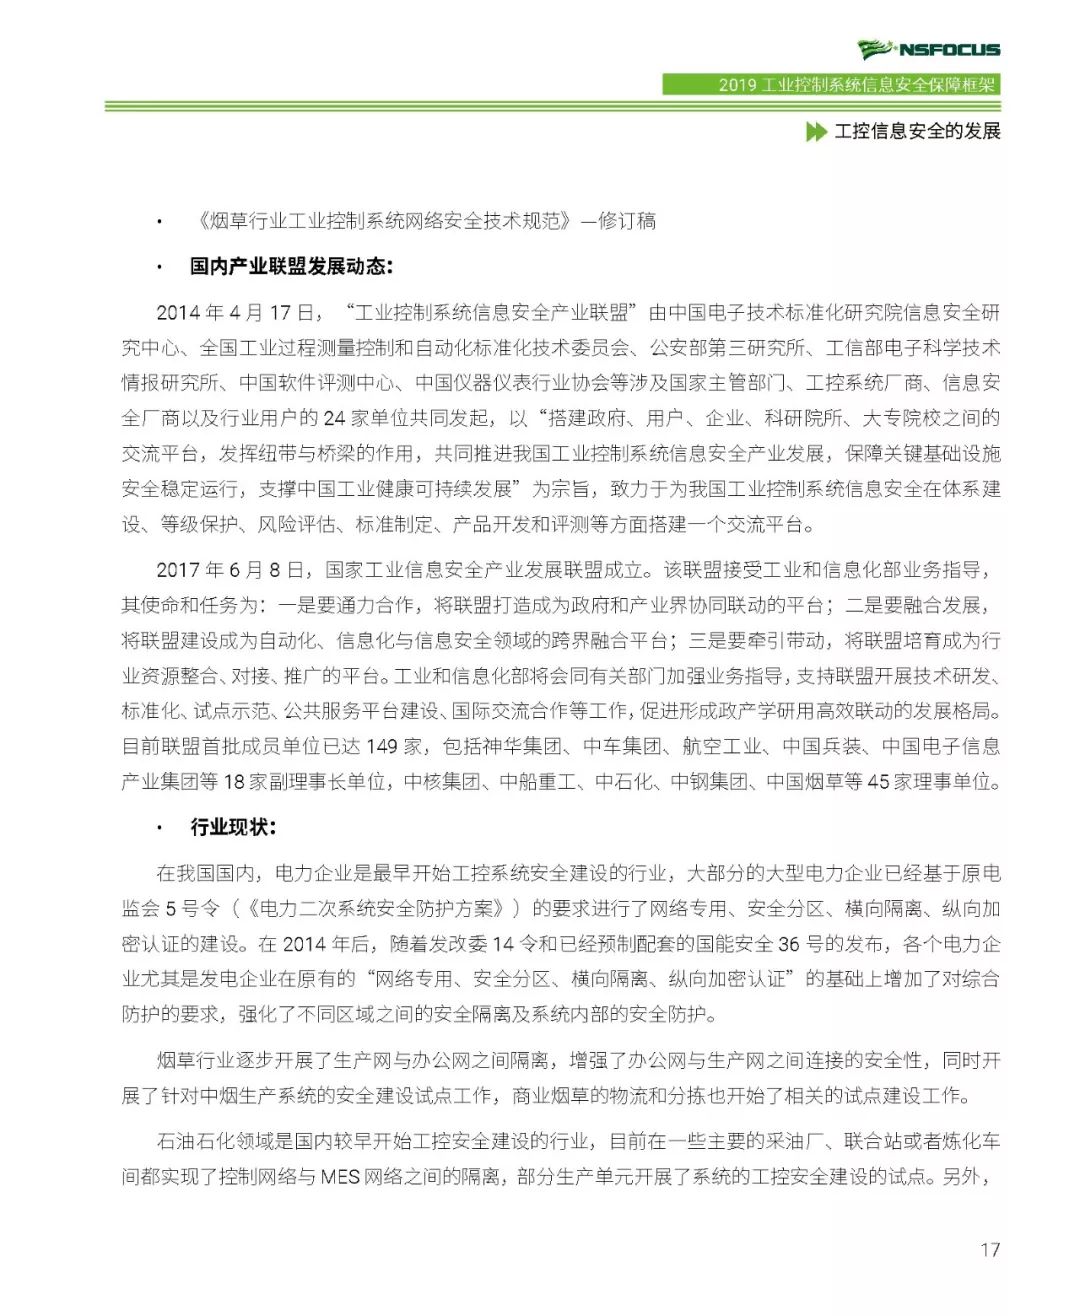 NSFOCUS
2019 工业控制系统信息安全保障框架
工控信息安全的发展
• 《烟草行业工业控制系统网络安全技术规范》—修订稿
• 国内产业联盟发展动态：
2014 年 4 月 17 日，“工业控制系统信息安全产业联盟”由中国电子技术标准化研究院信息安全研
究中心、全国工业过程测量控制和自动化标准化技术委员会、公安部第三研究所、工信部电子科学技术
情报研究所、中国软件评测中心、中国仪器仪表行业协会等涉及国家主管部门、工控系统厂商、信息安
全厂商以及行业用户的 24 家单位共同发起，以“搭建政府、用户、企业、科研院所、大专院校之间的
交流平台，发挥纽带与桥梁的作用，共同推进我国工业控制系统信息安全产业发展，保障关键基础设施
安全稳定运行，支撑中国工业健康可持续发展”为宗旨，致力于为我国工业控制系统信息安全在体系建
设、等级保护、风险评估、标准制定、产品开发和评测等方面搭建一个交流平台。
2017 年 6 月 8 日，国家工业信息安全产业发展联盟成立。该联盟接受工业和信息化部业务指导，
其使命和任务为：一是要通力合作，将联盟打造成为政府和产业界协同联动的平台；二是要融合发展，
将联盟建设成为自动化、信息化与信息安全领域的跨界融合平台；三是要牵引带动，将联盟培育成为行
业资源整合、对接、推广的平台。工业和信息化部将会同有关部门加强业务指导，支持联盟开展技术研发、
标准化、试点示范、公共服务平台建设、国际交流合作等工作，促进形成政产学研用高效联动的发展格局。
目前联盟首批成员单位已达 149 家，包括神华集团、中车集团、航空工业、中国兵装、中国电子信息
产业集团等 18 家副理事长单位，中核集团、中船重工、中石化、中钢集团、中国烟草等 45 家理事单位。
• 行业现状：
在我国国内，电力企业是最早开始工控系统安全建设的行业，大部分的大型电力企业已经基于原电
监会 5 号令（《电力二次系统安全防护方案》）的要求进行了网络专用、安全分区、横向隔离、纵向加
密认证的建设。在 2014 年后，随着发改委 14 令和已经预制配套的国能安全 36 号的发布，各个电力企
业尤其是发电企业在原有的“网络专用、安全分区、横向隔离、纵向加密认证”的基础上增加了对综合
防护的要求，强化了不同区域之间的安全隔离及系统内部的安全防护。
烟草行业逐步开展了生产网与办公网之间隔离，增强了办公网与生产网之间连接的安全性，同时开
展了针对中烟生产系统的安全建设试点工作，商业烟草的物流和分拣也开始了相关的试点建设工作。
石油石化领域是国内较早开始工控安全建设的行业，目前在一些主要的采油厂、联合站或者炼化车
间都实现了控制网络与 MES 网络之间的隔离，部分生产单元开展了系统的工控安全建设的试点。另外，
17